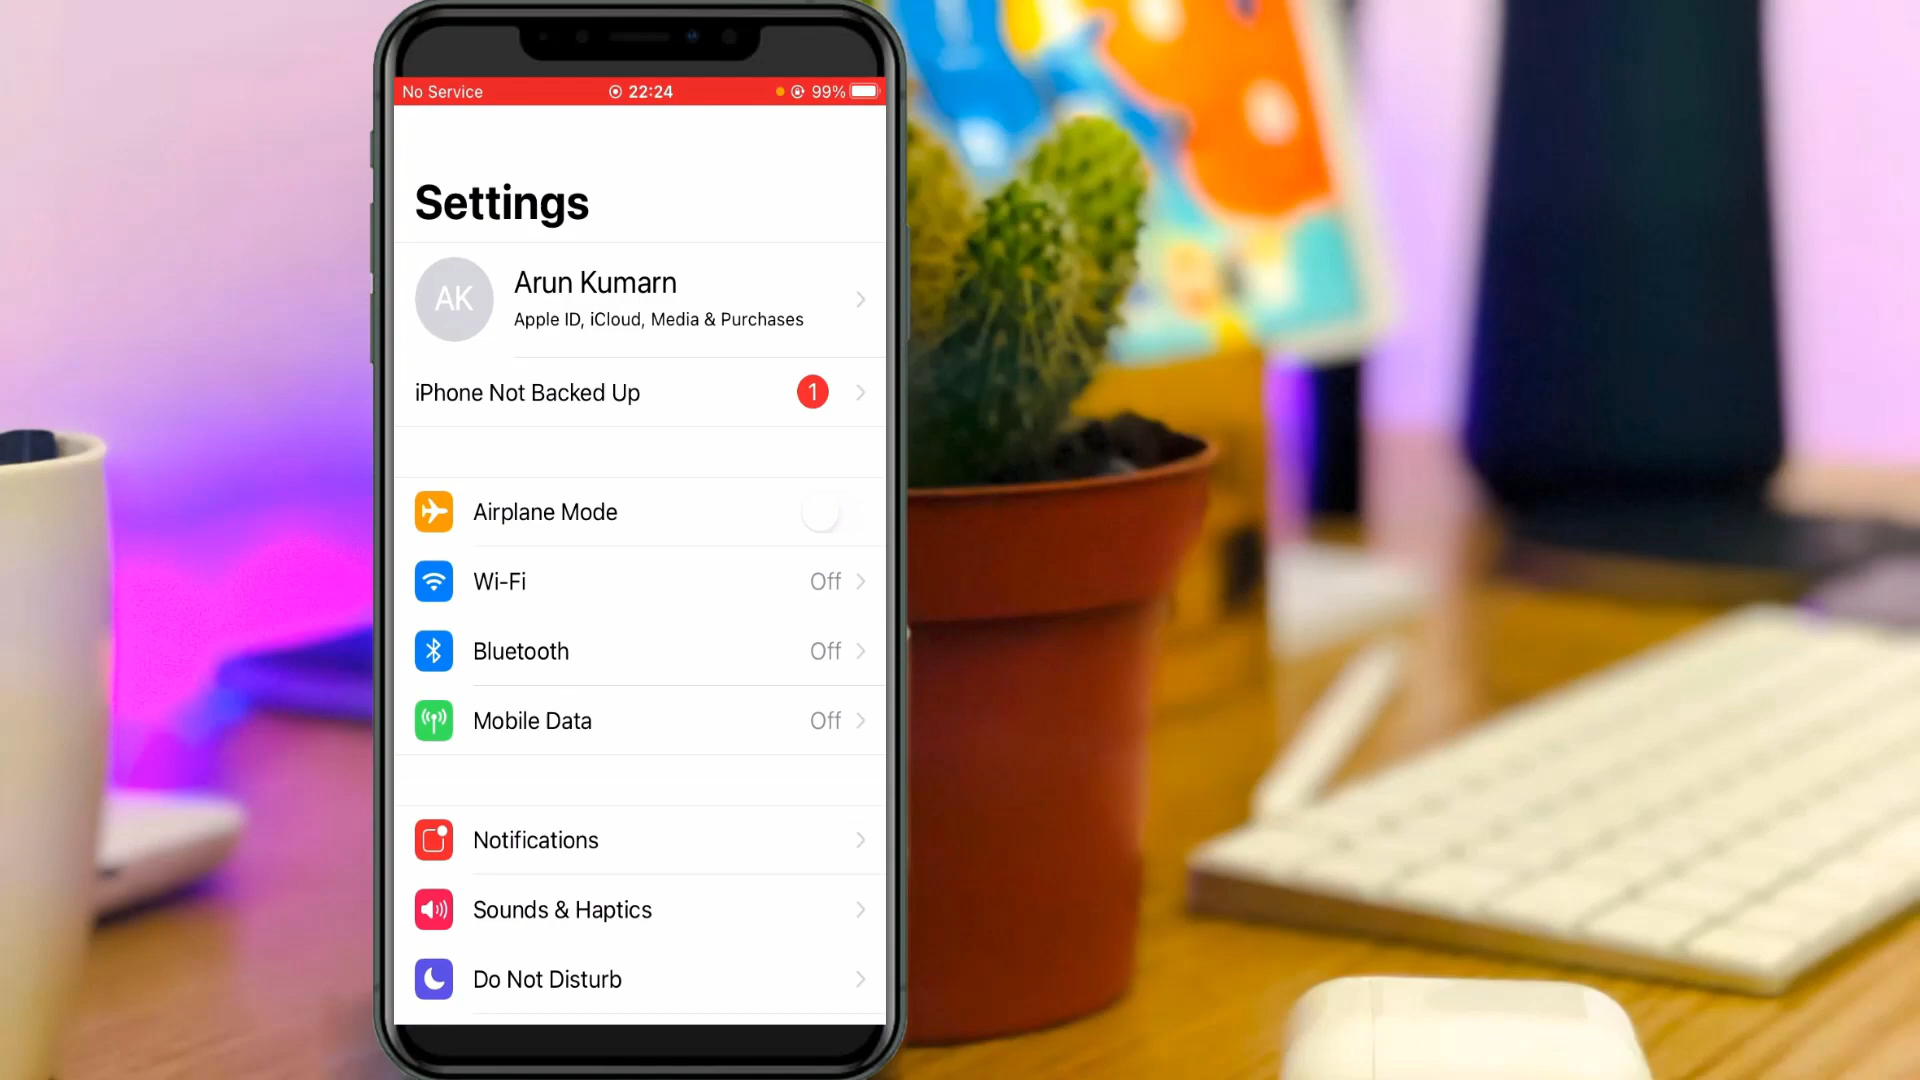 No Service 22:24 99%
Settings
AK
Arun Kumarn
Apple ID, iCloud, Media & Purchases
iPhone Not Backed Up 1
Airplane Mode
Wi-Fi Off
Bluetooth Off
Mobile Data Off
Notifications
Sounds & Haptics
Do Not Disturb